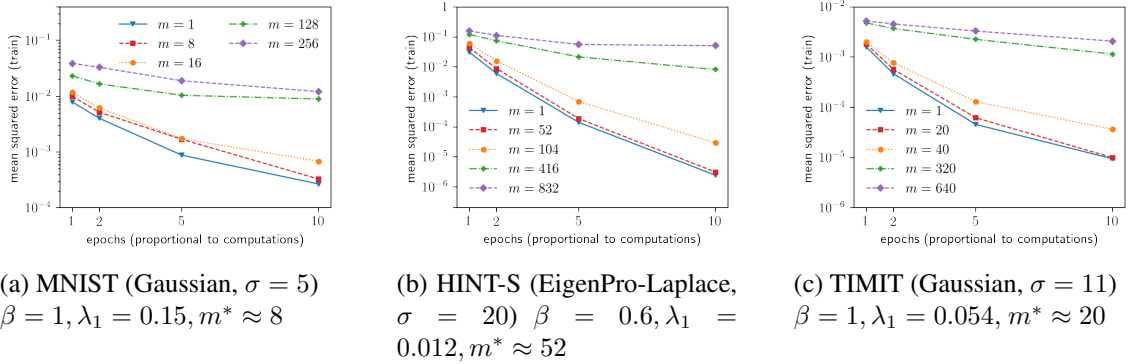 mean squared error (train)
10⁻¹
10⁻²
10⁻³
10⁻⁴
m = 1
m = 8
m = 16
m = 128
m = 256
1 2 5 10
epochs (proportional to computations)
(a) MNIST (Gaussian, σ = 5)
β = 1, λ₁ = 0.15, m* ≈ 8
mean squared error (train)
1
10⁻¹
10⁻²
10⁻³
10⁻⁴
10⁻⁵
10⁻⁶
m = 1
m = 52
m = 104
m = 416
m = 832
1 2 5 10
epochs (proportional to computations)
(b) HINT-S (EigenPro-Laplace,
σ = 20) β = 0.6, λ₁ =
0.012, m* ≈ 52
mean squared error (train)
10⁻²
10⁻³
10⁻⁴
10⁻⁵
10⁻⁶
m = 1
m = 20
m = 40
m = 320
m = 640
1 2 5 10
epochs (proportional to computations)
(c) TIMIT (Gaussian, σ = 11)
β = 1, λ₁ = 0.054, m* ≈ 20